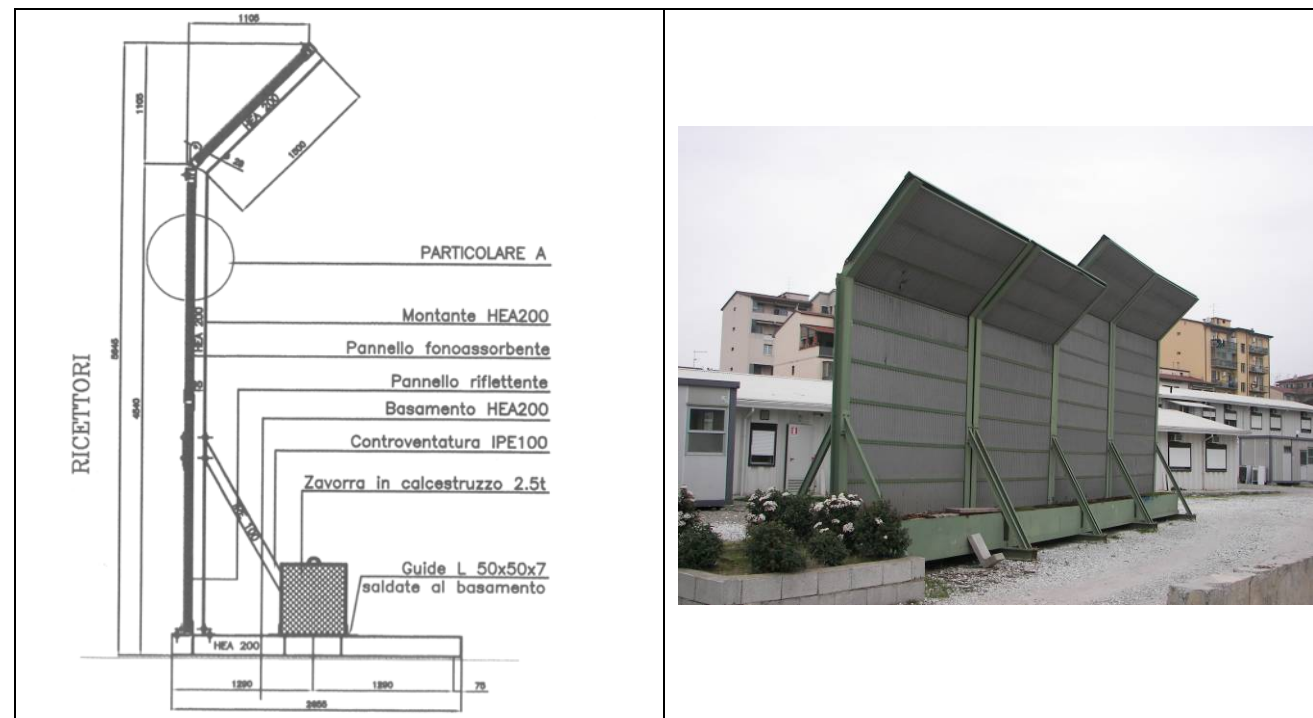 1105
HEA 200
1105
1500
PARTICOLARE A
Montante HEA200
HEA 200
Pannello fonoassorbente
Pannello riflettente
Basamento HEA200
Controventatura IPE100
Zavorra in calcestruzzo 2.5t
RICETTORI
5645
4540
Guide L 50x50x7
saldate al basamento
HEA 200
1290
1290
75
2655